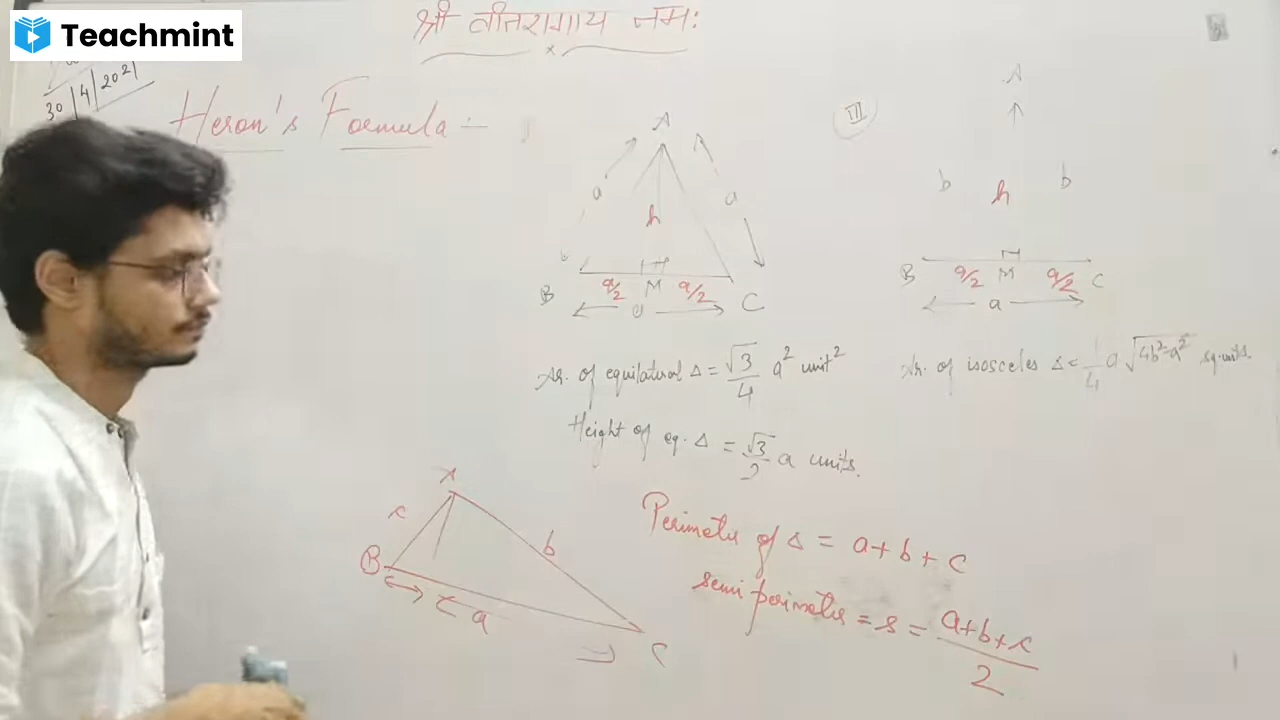 Teachmint
श्री वीतरागाय नमः
30/4/2021
Heron's Formula :-
A
a
a
h
B
M
C
a/2
a/2
III
A
b
b
h
B
M
C
a/2
a/2
a
Ar. of equilateral Δ = √3/4 a² unit²
Height of eq. Δ = √3/2 a units.
Ar. of isosceles Δ = 1/4 a √4b²-a² sq.units.
A
c
b
B
a
C
Perimeter of Δ = a+b+c
semi perimeter = s = a+b+c/2